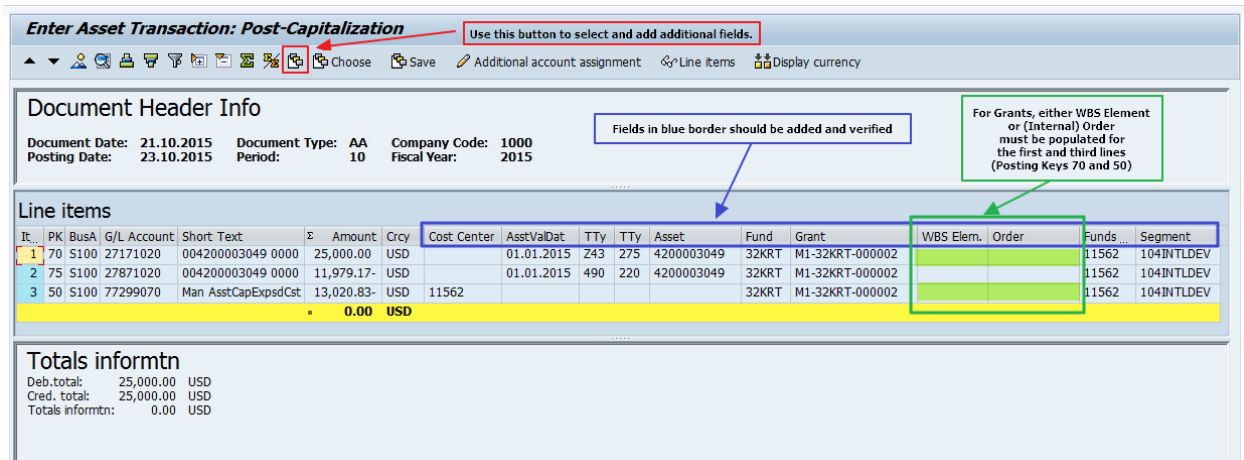 Enter Asset Transaction: Post-Capitalization
Use this button to select and add additional fields.
Choose Save Additional account assignment Line items Display currency
Document Header Info
Document Date: 21.10.2015 Document Type: AA Company Code: 1000
Posting Date: 23.10.2015 Period: 10 Fiscal Year: 2015
Fields in blue border should be added and verified
For Grants, either WBS Element
or (Internal) Order
must be populated for
the first and third lines
(Posting Keys 70 and 50)
Line items
It... PK BusA G/L Account Short Text Σ Amount Crcy Cost Center AsstValDat TTy TTy Asset Fund Grant WBS Elem. Order Funds ... Segment
1 70 S100 27171020 004200003049 0000 25,000.00 USD 01.01.2015 Z43 275 4200003049 32KRT M1-32KRT-000002 11562 104INTLDEV
2 75 S100 27871020 004200003049 0000 11,979.17- USD 01.01.2015 490 220 4200003049 32KRT M1-32KRT-000002 11562 104INTLDEV
3 50 S100 77299070 Man AsstCapExpsdCst 13,020.83- USD 11562 32KRT M1-32KRT-000002 11562 104INTLDEV
0.00 USD
Totals informtn
Deb.total: 25,000.00 USD
Cred. total: 25,000.00 USD
Totals informtn: 0.00 USD